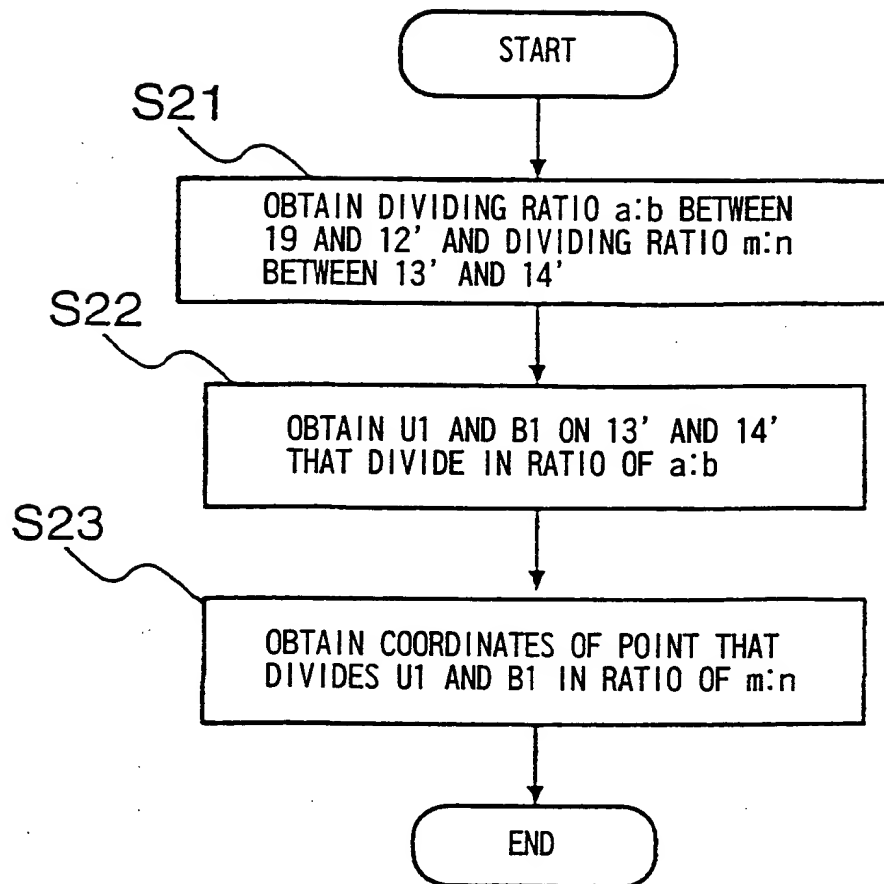 START
S21
OBTAIN DIVIDING RATIO a:b BETWEEN
19 AND 12' AND DIVIDING RATIO m:n
BETWEEN 13' AND 14'
S22
OBTAIN U1 AND B1 ON 13' AND 14'
THAT DIVIDE IN RATIO OF a:b
S23
OBTAIN COORDINATES OF POINT THAT
DIVIDES U1 AND B1 IN RATIO OF m:n
END